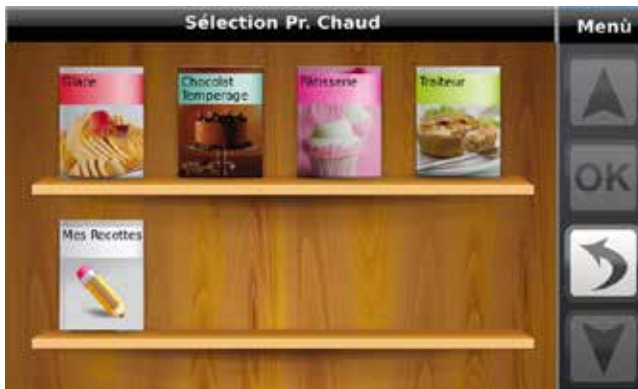 Sélection Pr. Chaud
Menù
Glace
Chocolat
Temperage
Pâtisserie
Traiteur
OK
Mes Recettes